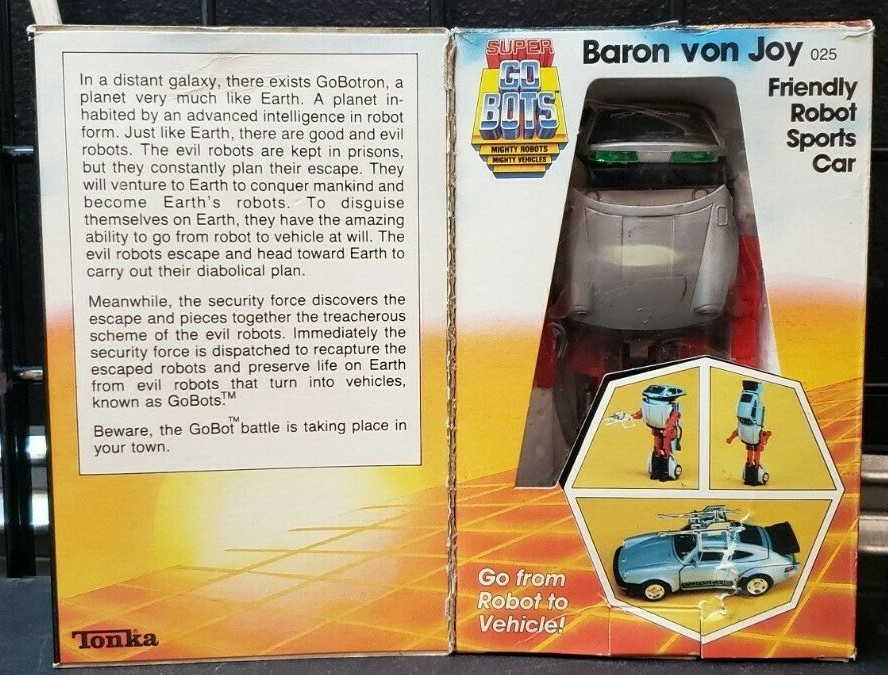 In a distant galaxy, there exists GoBotron, a
planet very much like Earth. A planet in-
habited by an advanced intelligence in robot
form. Just like Earth, there are good and evil
robots. The evil robots are kept in prisons,
but they constantly plan their escape. They
will venture to Earth to conquer mankind and
become Earth's robots. To disguise
themselves on Earth, they have the amazing
ability to go from robot to vehicle at will. The
evil robots escape and head toward Earth to
carry out their diabolical plan.
Meanwhile, the security force discovers the
escape and pieces together the treacherous
scheme of the evil robots. Immediately the
security force is dispatched to recapture the
escaped robots and preserve life on Earth
from evil robots that turn into vehicles,
known as GoBots.™
Beware, the GoBot™ battle is taking place in
your town.
Tonka
SUPER
GO
BOTS™
MIGHTY ROBOTS
MIGHTY VEHICLES
Baron von Joy 025
Friendly
Robot
Sports
Car
Go from
Robot to
Vehicle!